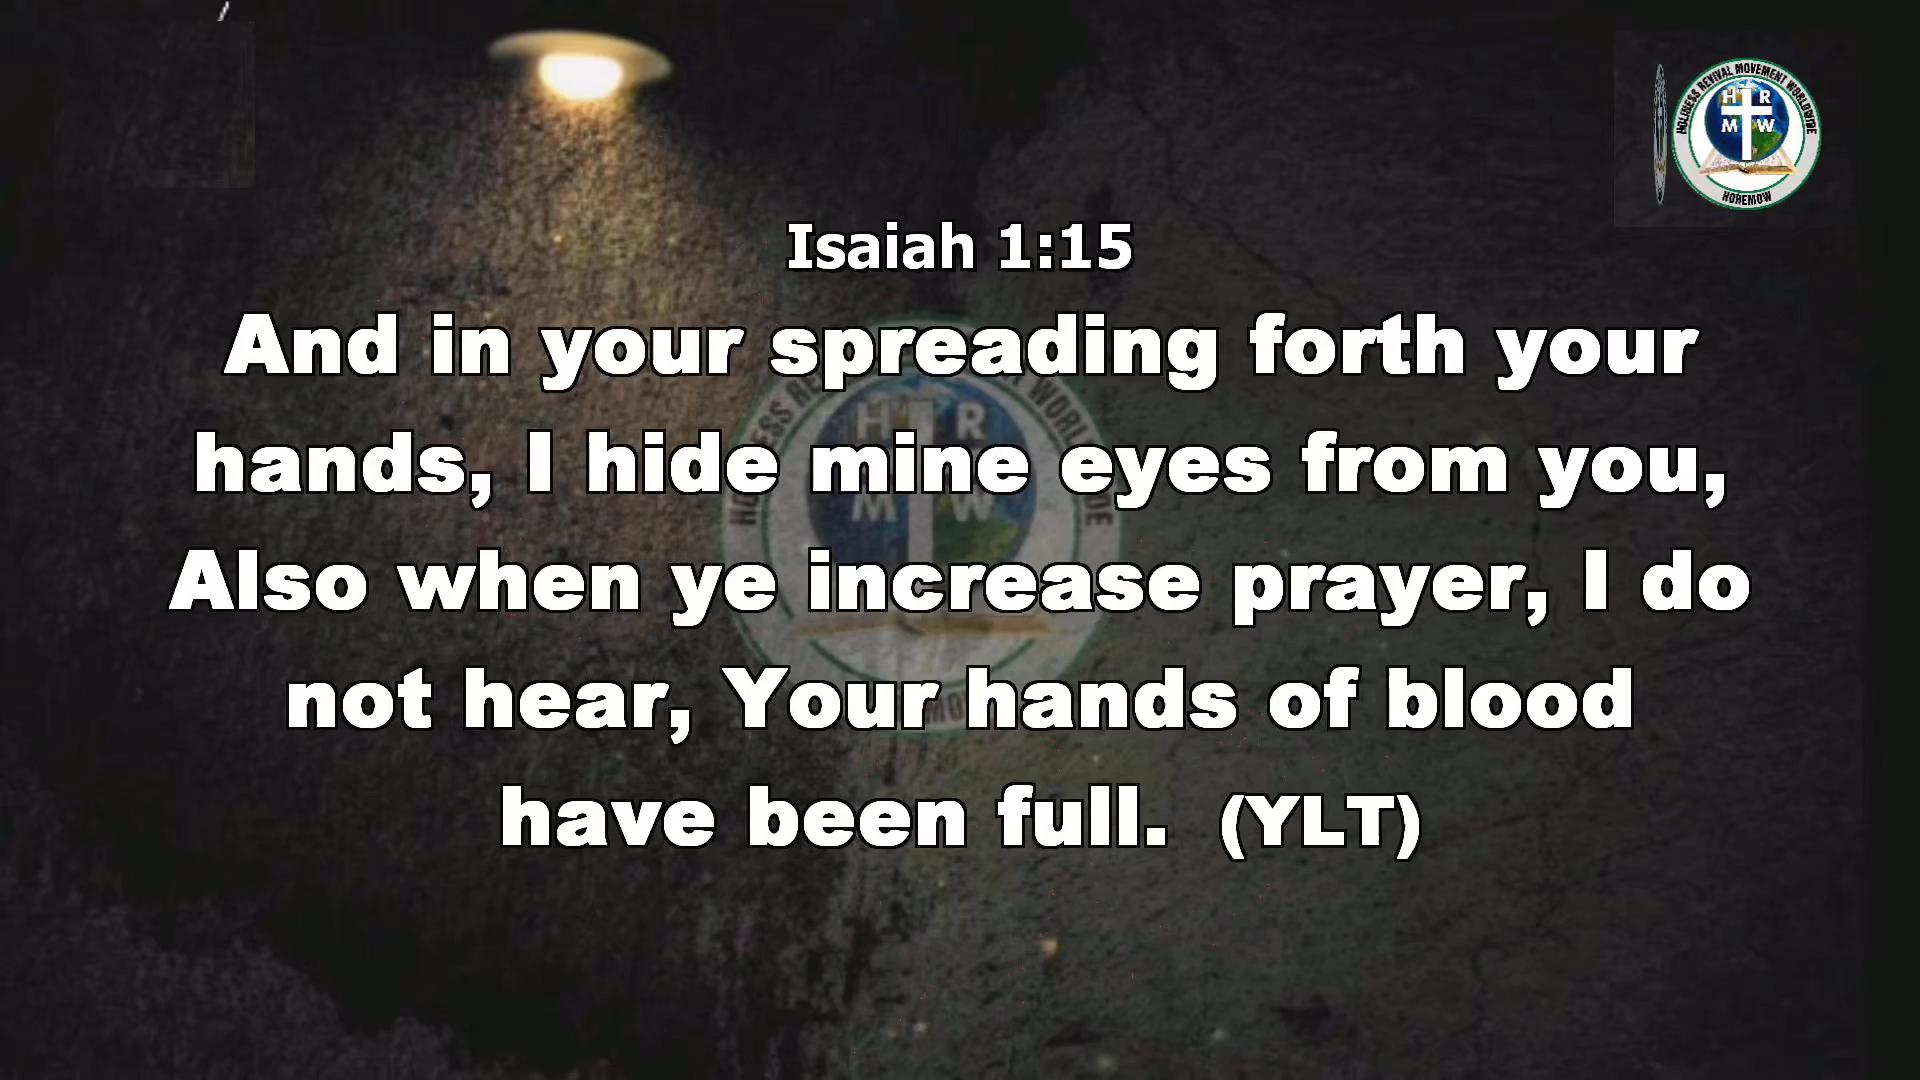 HOLINESS REVIVAL MOVEMENT WORLDWIDE
H R
M W
HOREMOW
Isaiah 1:15
And in your spreading forth your
hands, I hide mine eyes from you,
Also when ye increase prayer, I do
not hear, Your hands of blood
have been full. (YLT)
H R
M W